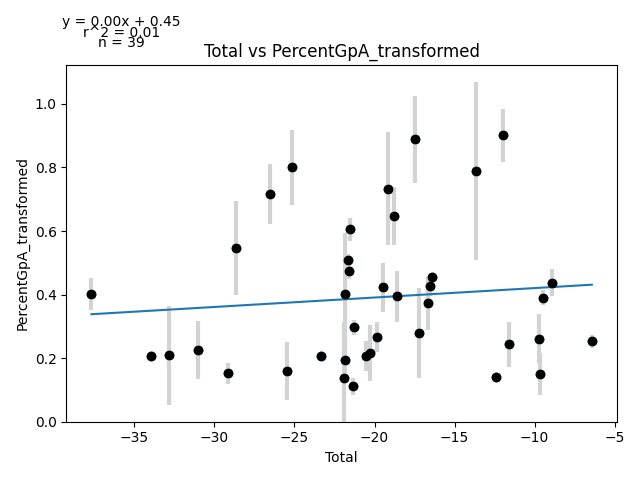 y = 0.00x + 0.45
r^2 = 0.01
n = 39
Total vs PercentGpA_transformed
PercentGpA_transformed
1.0
0.8
0.6
0.4
0.2
0.0
−35
−30
−25
−20
−15
−10
−5
Total